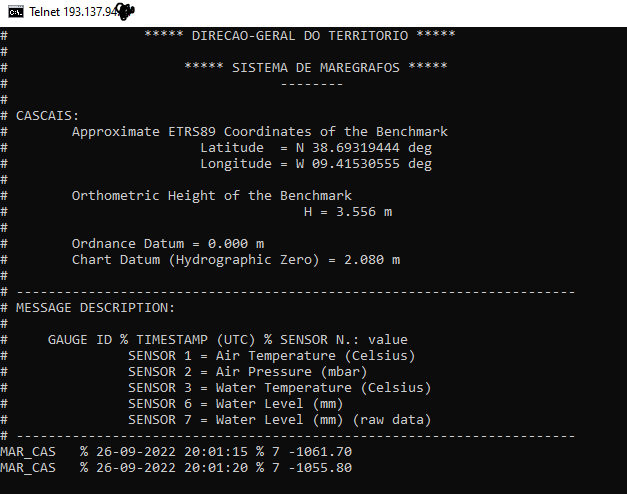 Telnet 193.137.94
# ***** DIRECAO-GERAL DO TERRITORIO *****
#
# ***** SISTEMA DE MAREGRAFOS *****
# --------
#
# CASCAIS:
# Approximate ETRS89 Coordinates of the Benchmark
# Latitude = N 38.69319444 deg
# Longitude = W 09.41530555 deg
#
# Orthometric Height of the Benchmark
# H = 3.556 m
#
# Ordnance Datum = 0.000 m
# Chart Datum (Hydrographic Zero) = 2.080 m
#
# ----------------------------------------------------------------------
# MESSAGE DESCRIPTION:
#
# GAUGE ID % TIMESTAMP (UTC) % SENSOR N.: value
# SENSOR 1 = Air Temperature (Celsius)
# SENSOR 2 = Air Pressure (mbar)
# SENSOR 3 = Water Temperature (Celsius)
# SENSOR 6 = Water Level (mm)
# SENSOR 7 = Water Level (mm) (raw data)
# ----------------------------------------------------------------------
MAR_CAS % 26-09-2022 20:01:15 % 7 -1061.70
MAR_CAS % 26-09-2022 20:01:20 % 7 -1055.80